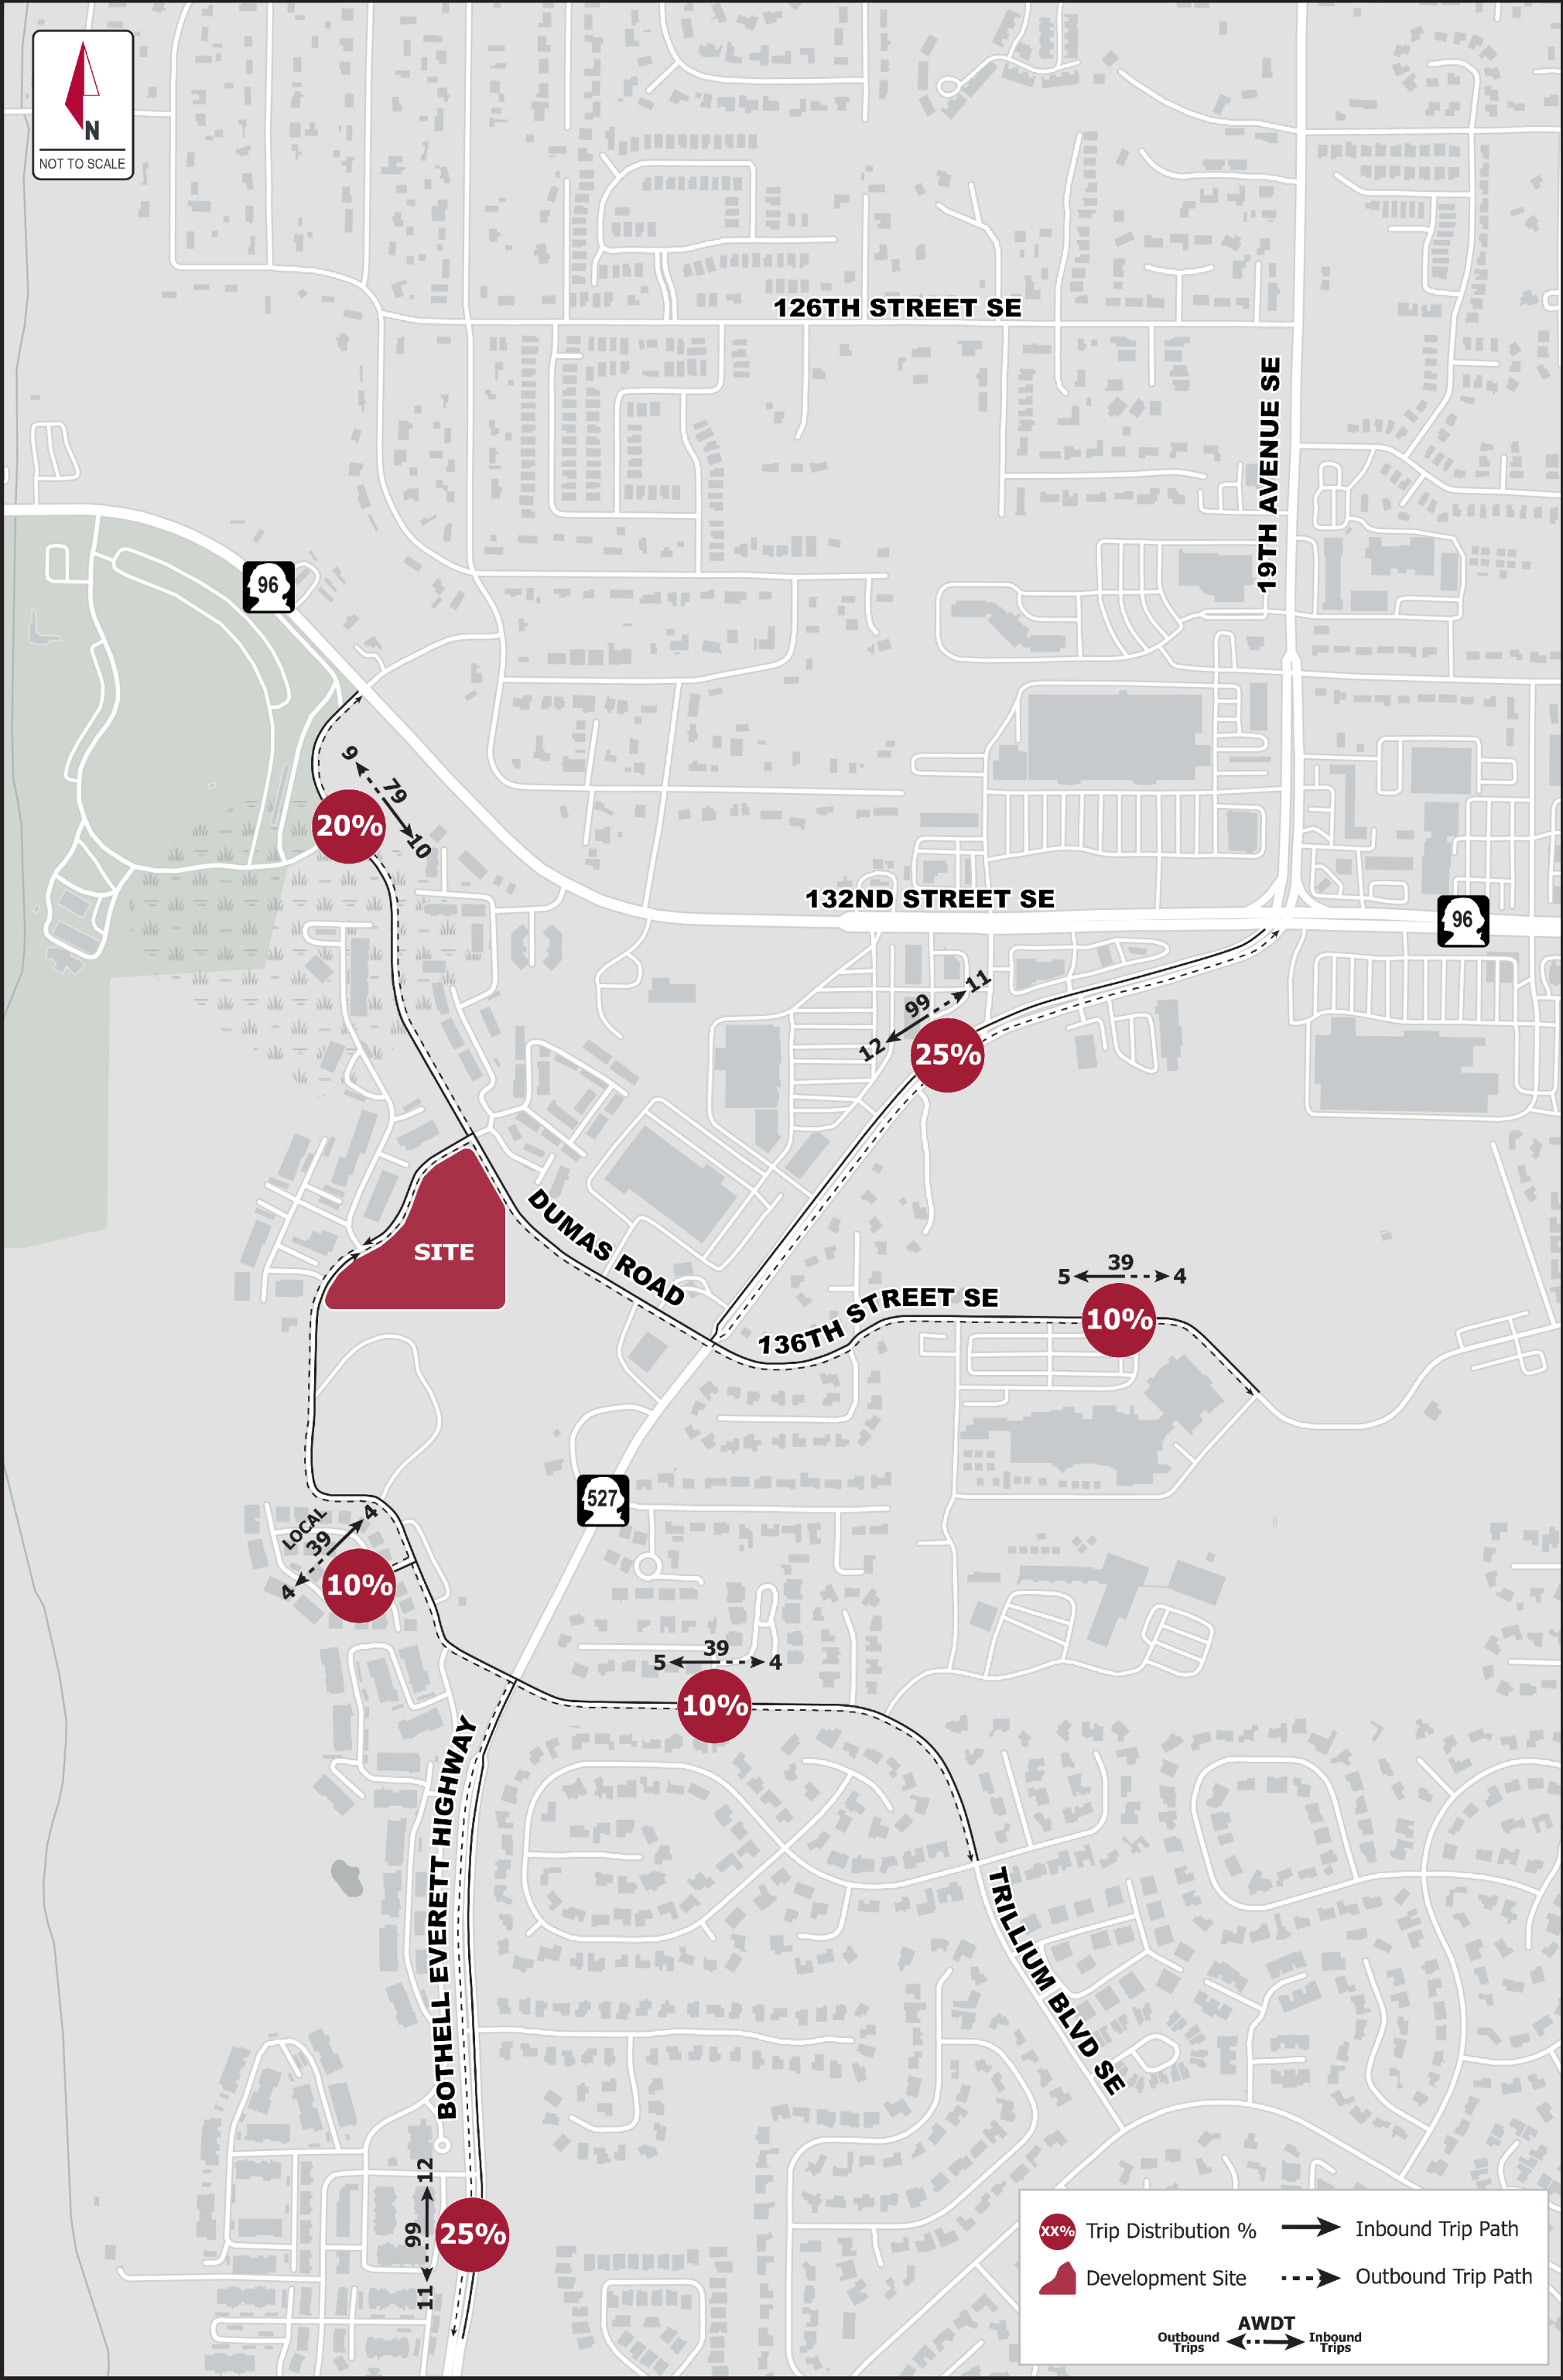 N
NOT TO SCALE
126TH STREET SE
19TH AVENUE SE
96
9
79
10
20%
132ND STREET SE
96
11
99
12
25%
DUMAS ROAD
SITE
5
39
4
10%
136TH STREET SE
527
LOCAL
4
39
4
10%
5
39
4
10%
BOTHELL EVERETT HIGHWAY
TRILLIUM BLVD SE
12
99
11
25%
XX%
Trip Distribution %
Inbound Trip Path
Development Site
Outbound Trip Path
AWDT
Outbound
Trips
Inbound
Trips